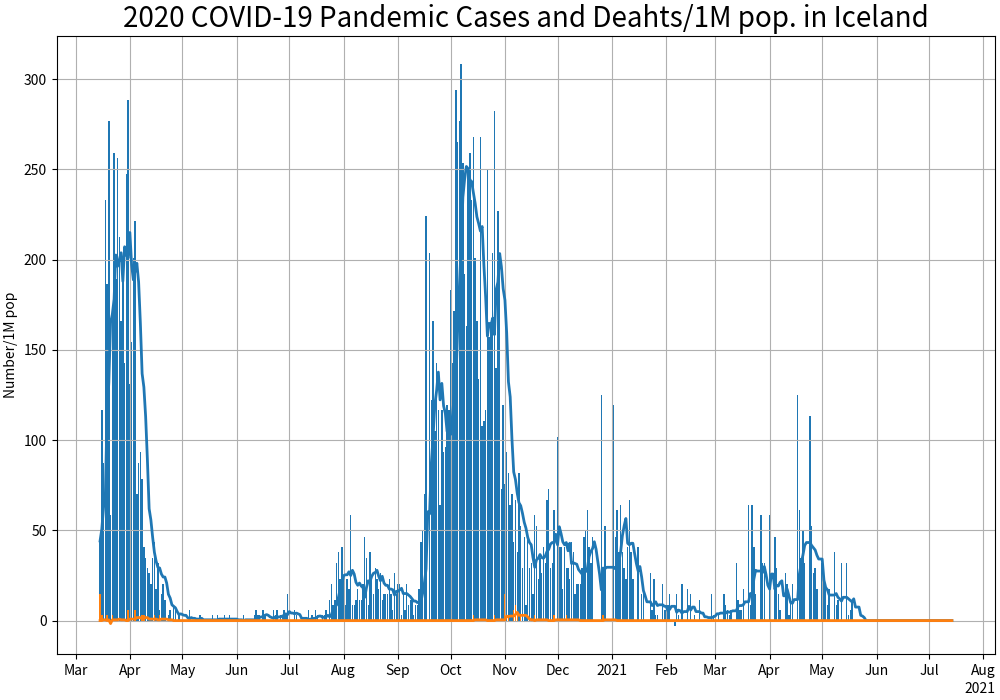 2020 COVID-19 Pandemic Cases and Deahts/1M pop. in Iceland
Number/1M pop
300
250
200
150
100
50
0
Mar Apr May Jun Jul Aug Sep Oct Nov Dec 2021 Feb Mar Apr May Jun Jul Aug
2021